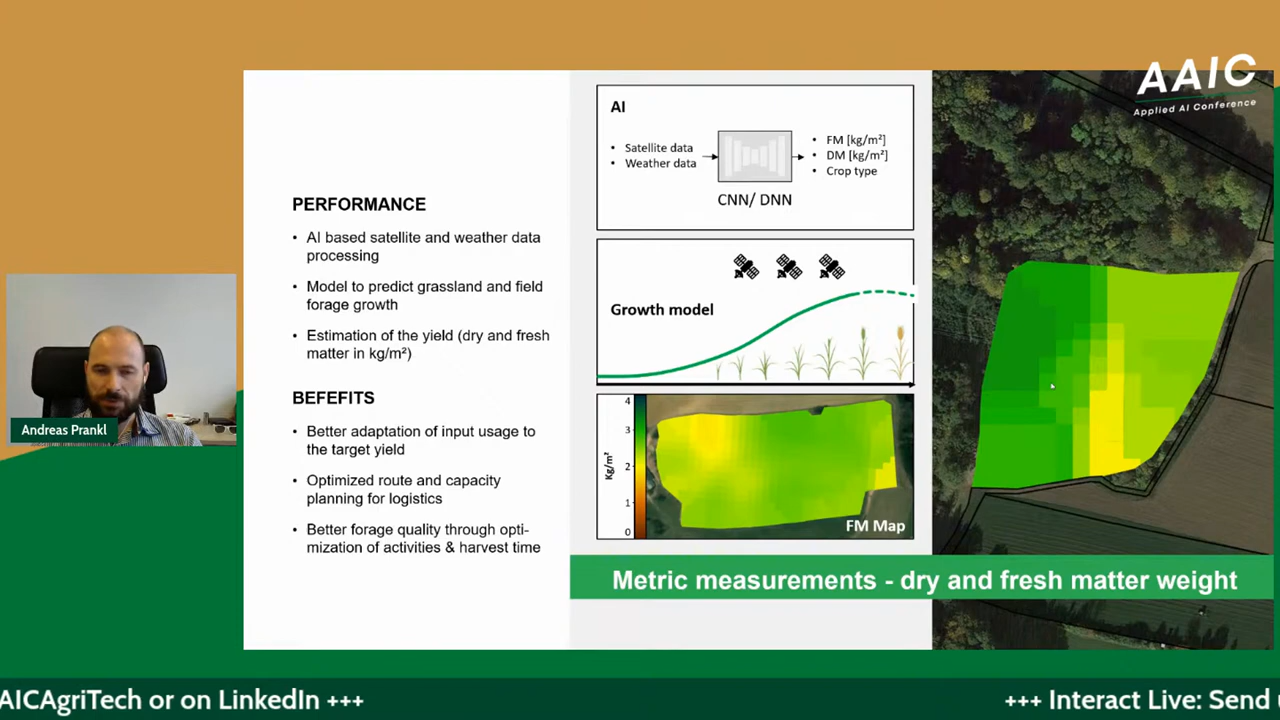 AAIC
Applied AI Conference
PERFORMANCE
• AI based satellite and weather data
processing
• Model to predict grassland and field
forage growth
• Estimation of the yield (dry and fresh
matter in kg/m²)
BEFEFITS
• Better adaptation of input usage to
the target yield
• Optimized route and capacity
planning for logistics
• Better forage quality through opti-
mization of activities & harvest time
AI
• Satellite data
• Weather data
CNN/ DNN
• FM [kg/m²]
• DM [kg/m²]
• Crop type
Growth model
4
3
2
1
0
Kg/m²
FM Map
Metric measurements - dry and fresh matter weight
Andreas Prankl
AICAgriTech or on LinkedIn +++
+++ Interact Live: Send